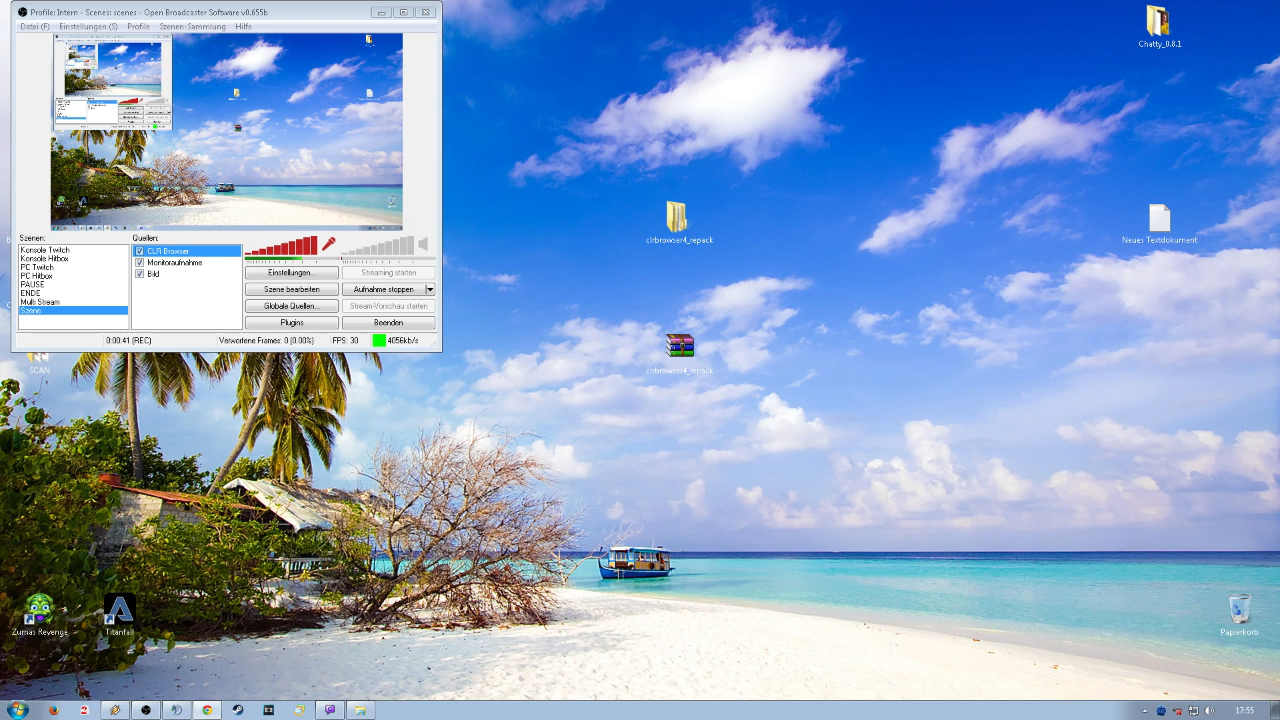 Profile: Intern - Scenes: scenes - Open Broadcaster Software v0.655b
Datei (F) Einstellungen (S) Profile Szenen-Sammlung Hilfe
Szenen:
Konsole Twitch
Konsole Hitbox
PC Twitch
PC Hitbox
PAUSE
ENDE
Multi Stream
Szene
Quellen:
CLR Browser
Monitoraufnahme
Bild
Einstellungen... Streaming starten
Szene bearbeiten Aufnahme stoppen
Globale Quellen... Stream-Vorschau starten
Plugins Beenden
0:00:41 (REC) Verworfene Frames: 0 (0.00%) FPS: 30 4056kb/s
Chatty_0.8.1
clrbrowser4_repack
Neues Textdokument
SCAN
clrbrowser4_repack
Zumas Revenge
Titanfall
Papierkorb
17:55